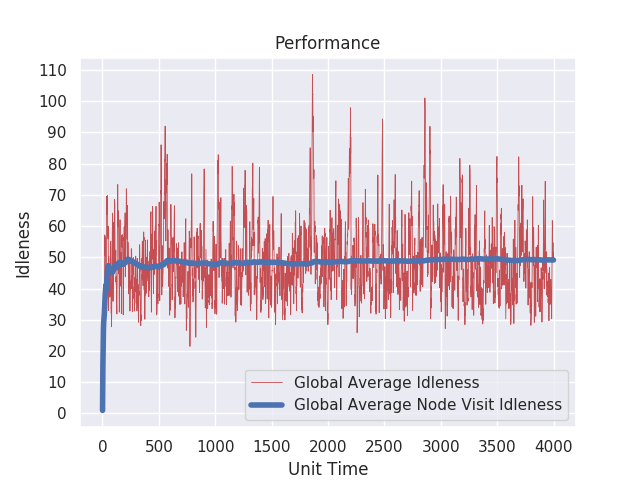 Performance
110
100
90
80
70
60
50
40
30
20
10
0
Idleness
Global Average Idleness
Global Average Node Visit Idleness
0 500 1000 1500 2000 2500 3000 3500 4000
Unit Time